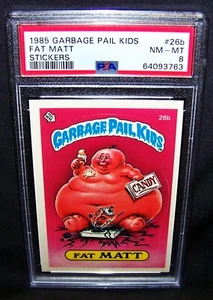 1985 GARBAGE PAIL KIDS #26b
FAT MATT NM - MT
STICKERS PSA 8
64093763
26b
GARBAGE PAIL KIDS
CANDY
FAT MATT